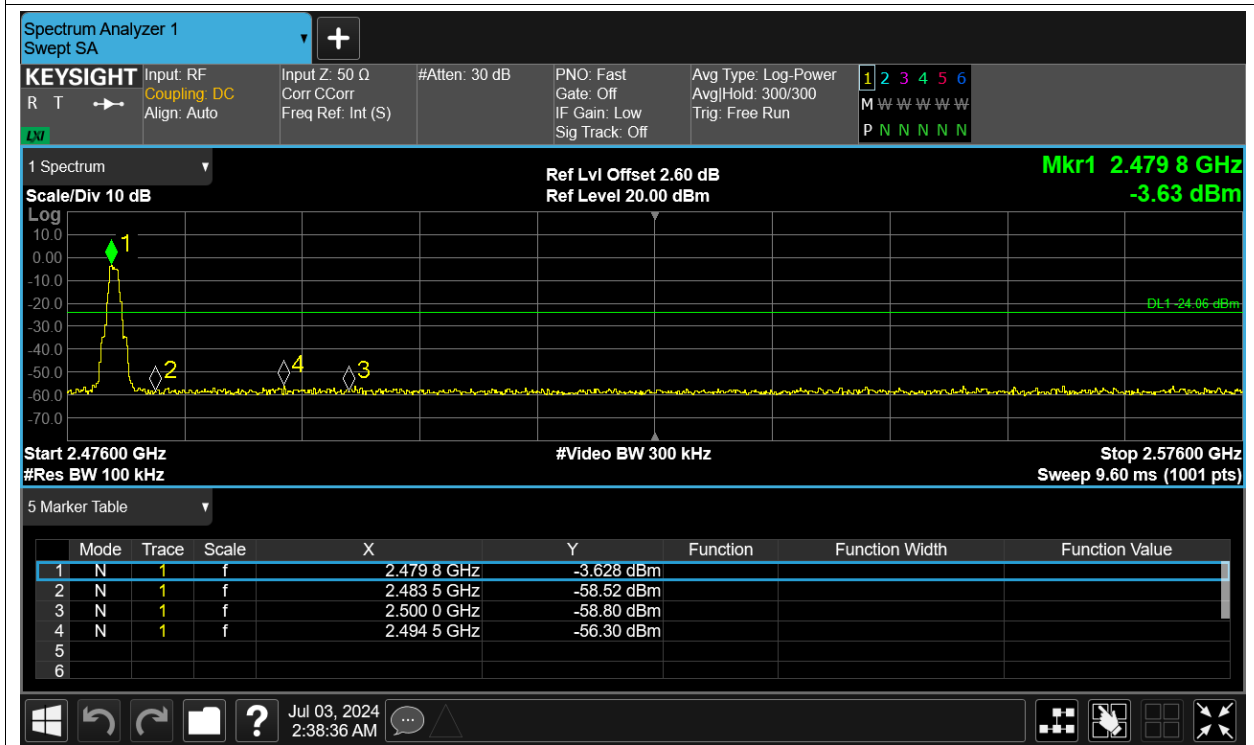 Spectrum Analyzer 1
Swept SA
KEYSIGHT
R T
LXI
Input: RF
Coupling: DC
Align: Auto
Input Z: 50 Ω
Corr CCorr
Freq Ref: Int (S)
#Atten: 30 dB
PNO: Fast
Gate: Off
IF Gain: Low
Sig Track: Off
Avg Type: Log-Power
Avg|Hold: 300/300
Trig: Free Run
1 2 3 4 5 6
M W W W W W
P N N N N N
1 Spectrum
Scale/Div 10 dB
Ref Lvl Offset 2.60 dB
Ref Level 20.00 dBm
Mkr1 2.479 8 GHz
-3.63 dBm
Log
10.0
0.00
-10.0
-20.0
-30.0
-40.0
-50.0
-60.0
-70.0
1
2
4
3
DL1 -24.06 dBm
Start 2.47600 GHz
#Res BW 100 kHz
#Video BW 300 kHz
Stop 2.57600 GHz
Sweep 9.60 ms (1001 pts)
5 Marker Table
Mode Trace Scale X Y Function Function Width Function Value
1 N 1 f 2.479 8 GHz -3.628 dBm
2 N 1 f 2.483 5 GHz -58.52 dBm
3 N 1 f 2.500 0 GHz -58.80 dBm
4 N 1 f 2.494 5 GHz -56.30 dBm
5
6
?
Jul 03, 2024
2:38:36 AM